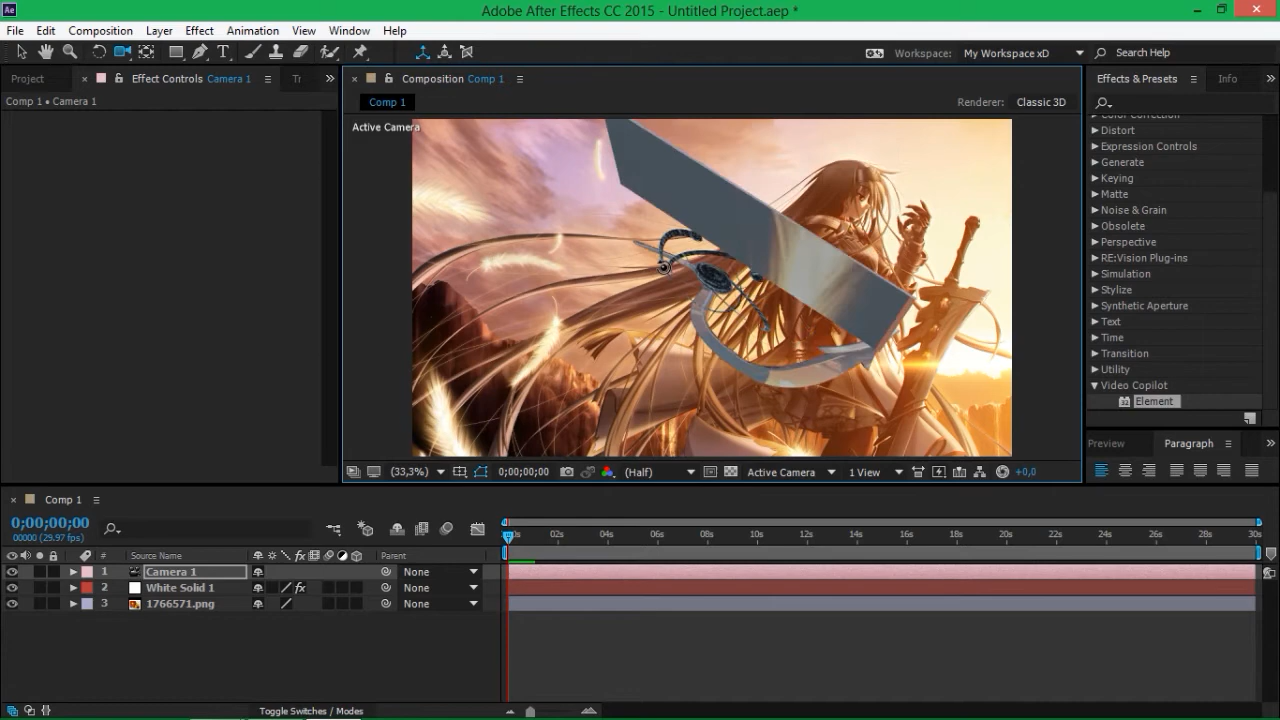 Ae Adobe After Effects CC 2015 - Untitled Project.aep *
File Edit Composition Layer Effect Animation View Window Help
Workspace: My Workspace xD Search Help
Project Effect Controls Camera 1 Tr
Comp 1 • Camera 1
Composition Comp 1
Comp 1
Renderer: Classic 3D
Active Camera
Effects & Presets Info
Color Correction
Distort
Expression Controls
Generate
Keying
Matte
Noise & Grain
Obsolete
Perspective
RE:Vision Plug-ins
Simulation
Stylize
Synthetic Aperture
Text
Time
Transition
Utility
Video Copilot
32 Element
Preview Paragraph
(33,3%) 0;00;00;00 (Half) Active Camera 1 View +0,0
Comp 1
0;00;00;00
00000 (29.97 fps)
# Source Name Parent
02s 04s 06s 08s 10s 12s 14s 16s 18s 20s 22s 24s 26s 28s 30s
1 Camera 1 None
2 White Solid 1 fx None
3 1766571.png None
Toggle Switches / Modes